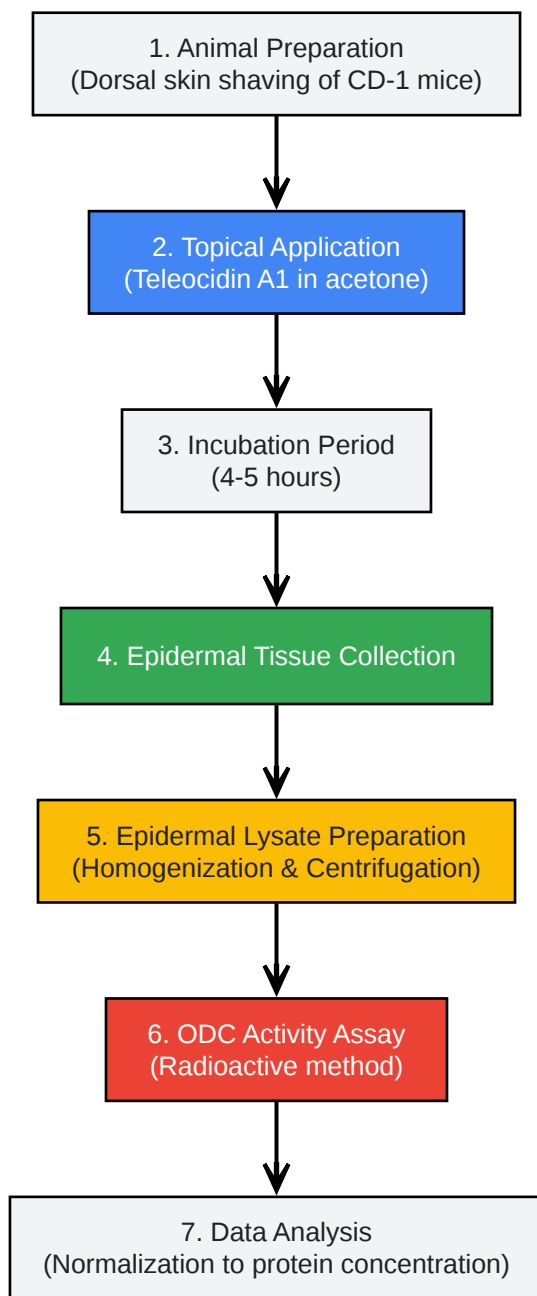 1. Animal Preparation
(Dorsal skin shaving of CD-1 mice)
2. Topical Application
(Teleocidin A1 in acetone)
3. Incubation Period
(4-5 hours)
4. Epidermal Tissue Collection
5. Epidermal Lysate Preparation
(Homogenization & Centrifugation)
6. ODC Activity Assay
(Radioactive method)
7. Data Analysis
(Normalization to protein concentration)